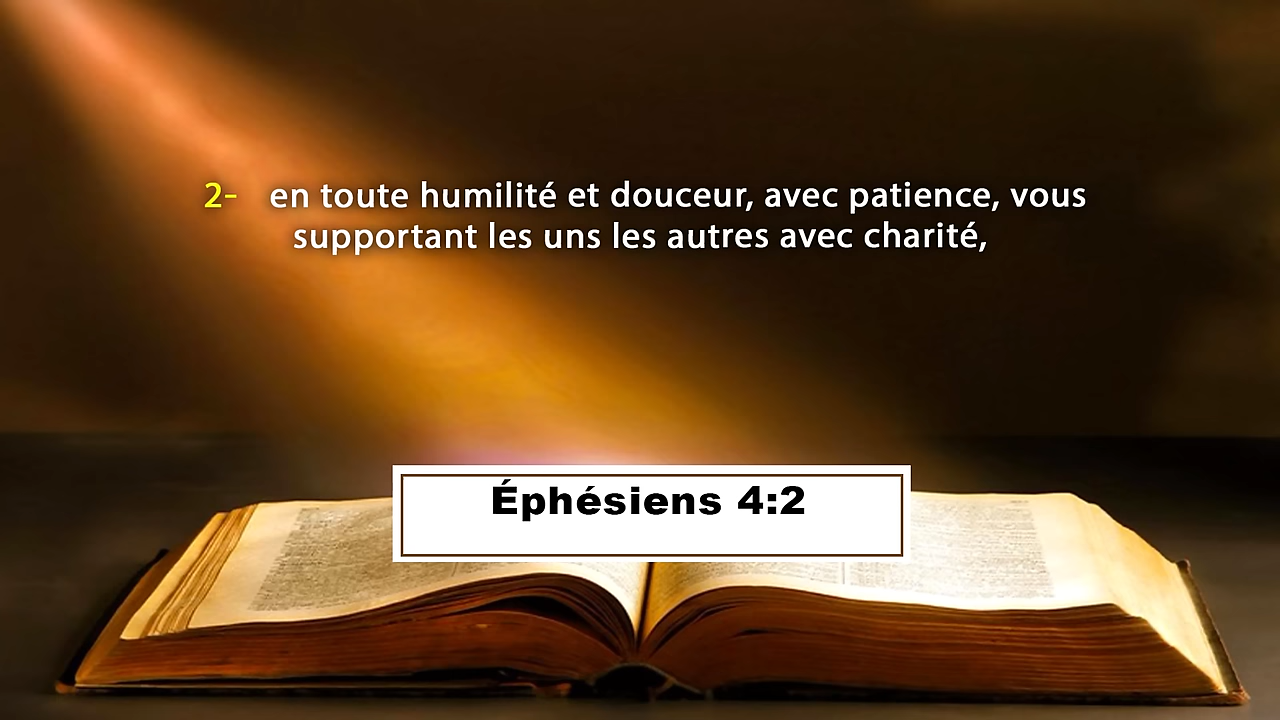 2- en toute humilité et douceur, avec patience, vous
supportant les uns les autres avec charité,
Éphésiens 4:2